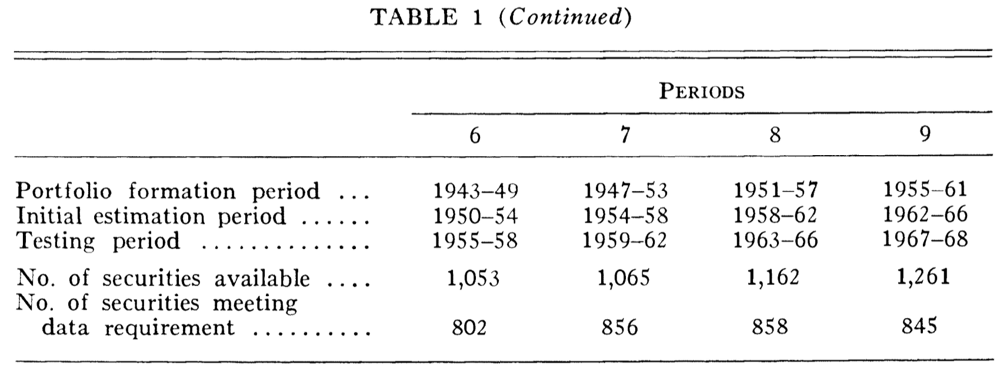 TABLE 1 (Continued)
PERIODS
6 7 8 9
Portfolio formation period ... 1943–49 1947–53 1951–57 1955–61
Initial estimation period ...... 1950–54 1954–58 1958–62 1962–66
Testing period .............. 1955–58 1959–62 1963–66 1967–68
No. of securities available .... 1,053 1,065 1,162 1,261
No. of securities meeting
data requirement .......... 802 856 858 845